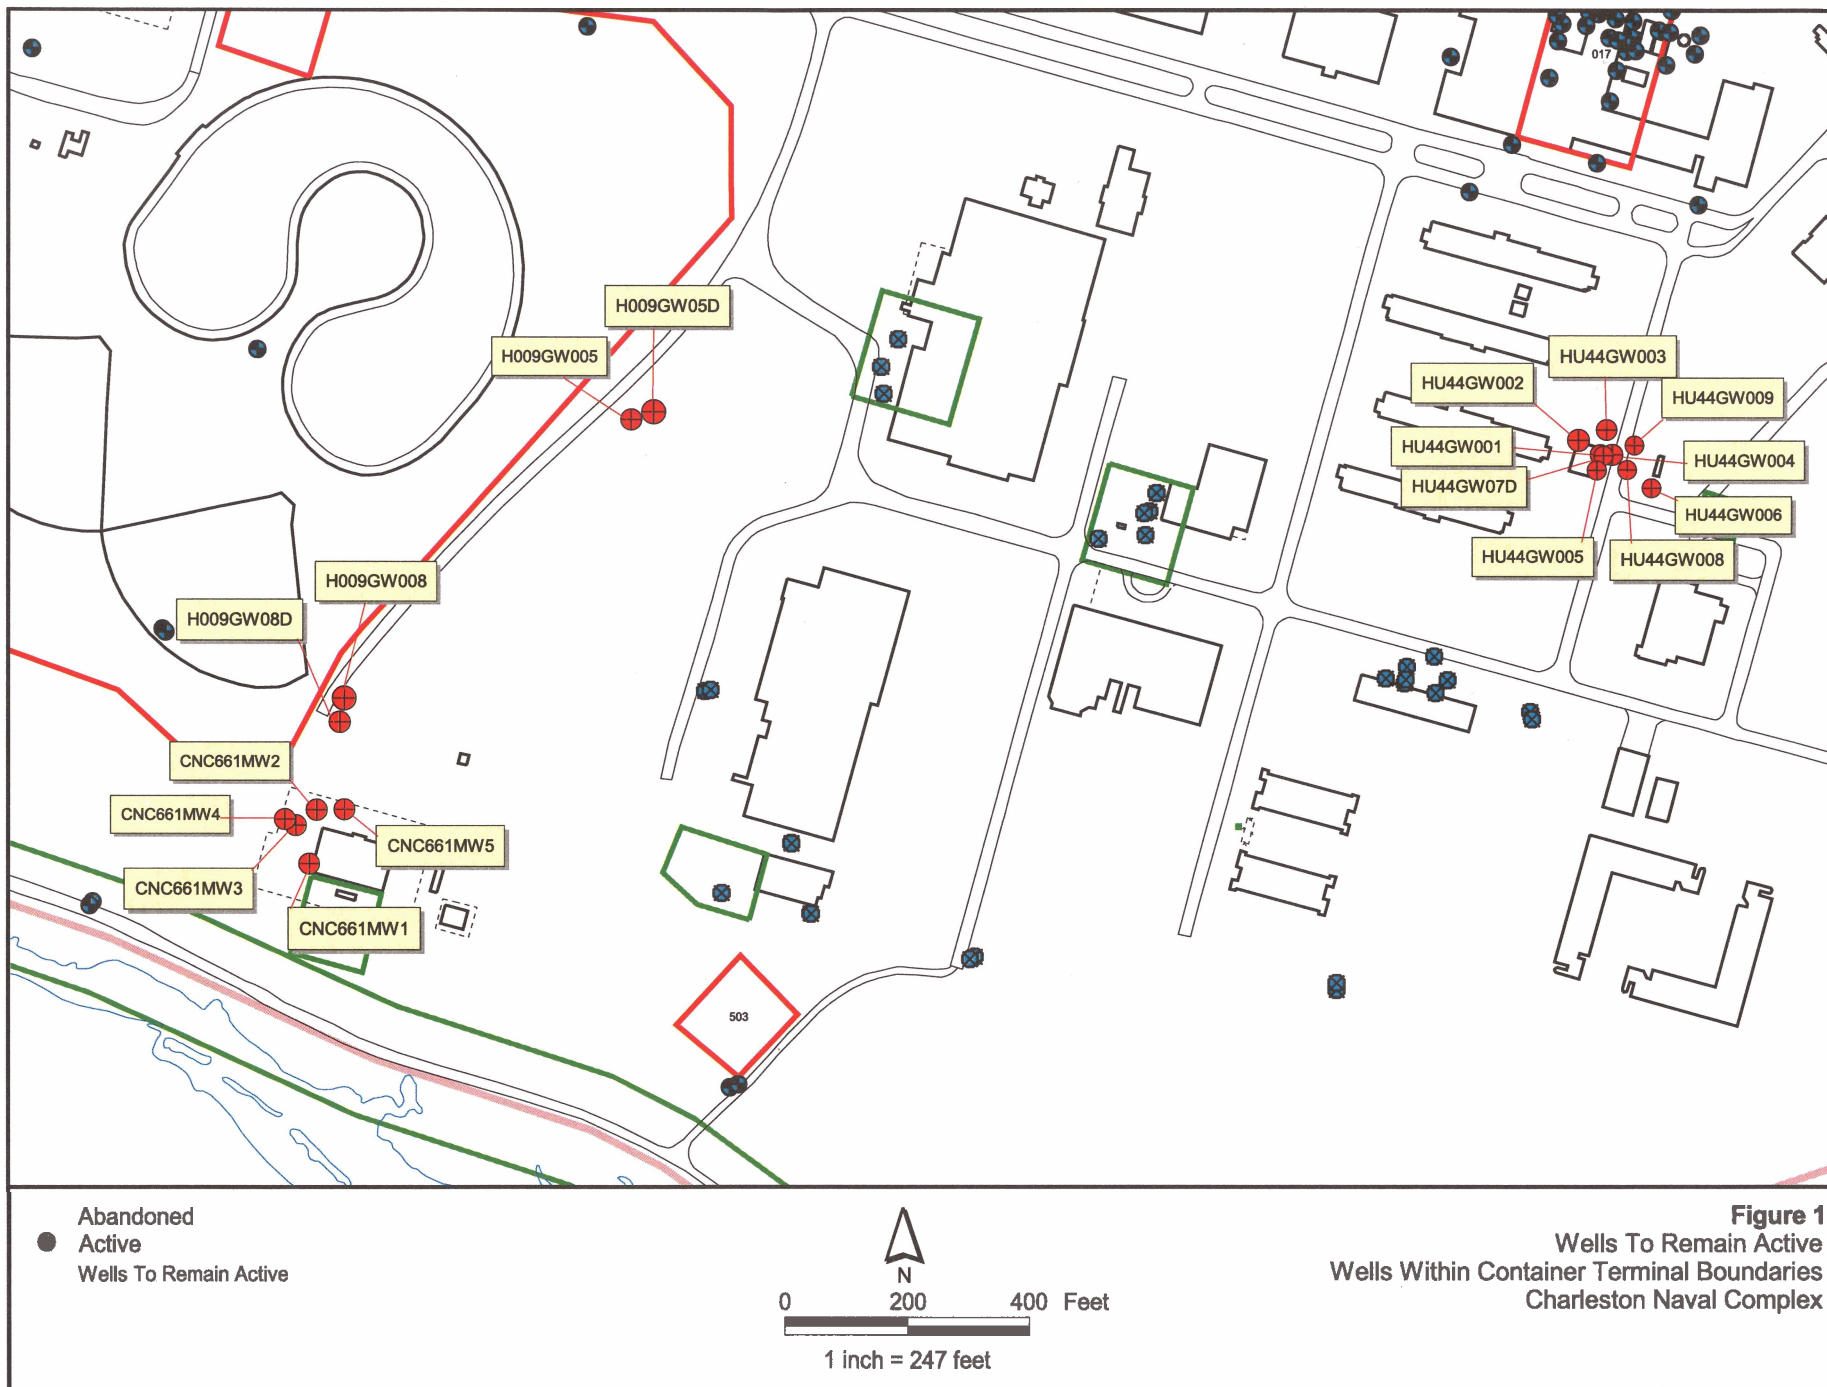 017
H009GW05D
H009GW005
HU44GW003
HU44GW002
HU44GW009
HU44GW001
HU44GW004
HU44GW07D
HU44GW006
HU44GW005
HU44GW008
H009GW008
H009GW08D
CNC661MW2
CNC661MW4
CNC661MW5
CNC661MW3
CNC661MW1
503
Abandoned
Active
Wells To Remain Active
N
0 200 400 Feet
1 inch = 247 feet
Figure 1
Wells To Remain Active
Wells Within Container Terminal Boundaries
Charleston Naval Complex